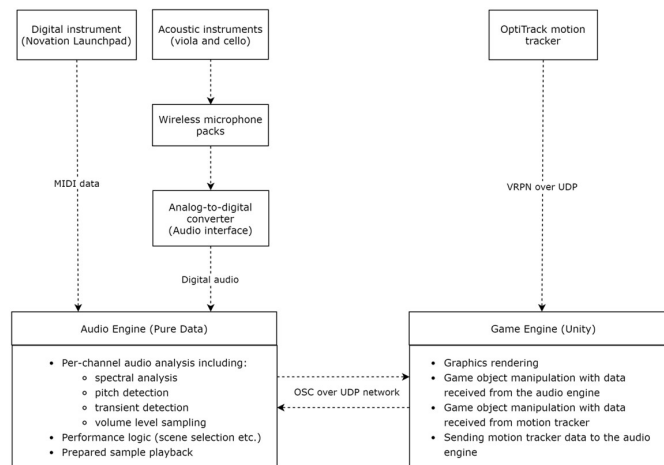 Digital instrument
(Novation Launchpad)
Acoustic instruments
(viola and cello)
OptiTrack motion
tracker
Wireless microphone
packs
MIDI data
VRPN over UDP
Analog-to-digital
converter
(Audio interface)
Digital audio
Audio Engine (Pure Data)
Per-channel audio analysis including:
spectral analysis
pitch detection
transient detection
volume level sampling
Performance logic (scene selection etc.)
Prepared sample playback
OSC over UDP network
Game Engine (Unity)
Graphics rendering
Game object manipulation with data
received from the audio engine
Game object manipulation with data
received from motion tracker
Sending motion tracker data to the audio
engine